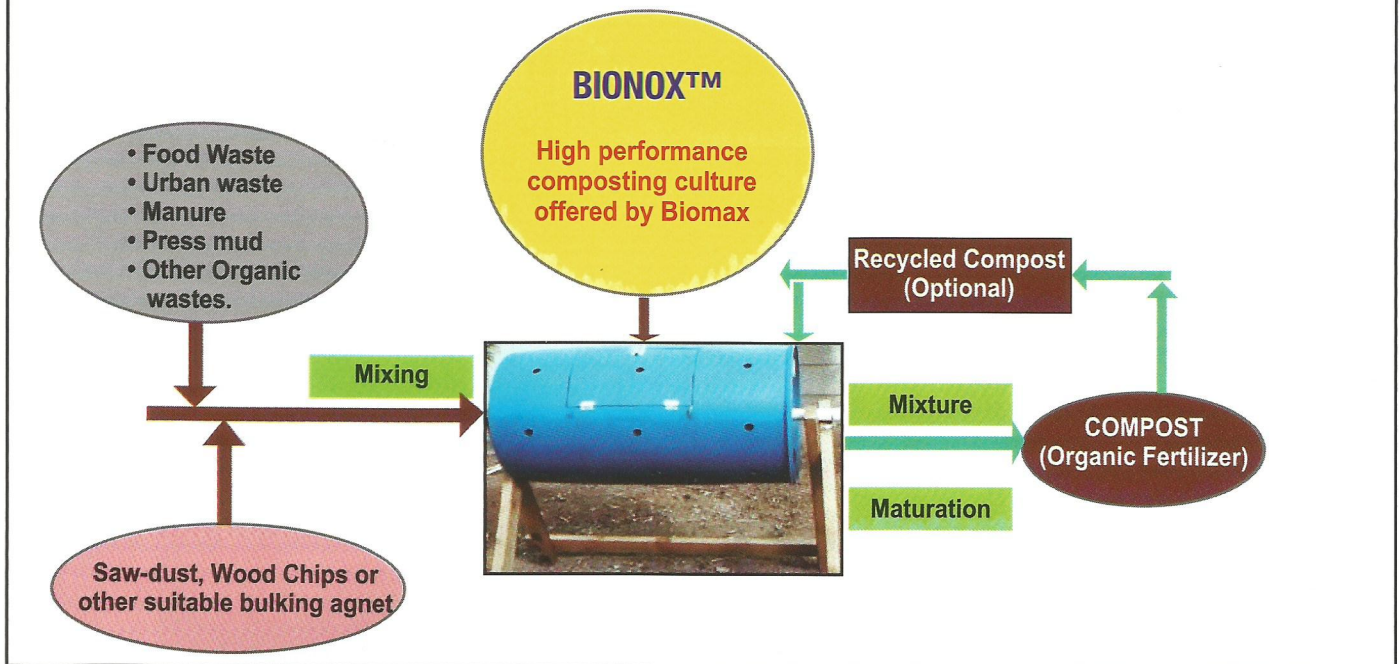 BIONOX™
High performance
composting culture
offered by Biomax
• Food Waste
• Urban waste
• Manure
• Press mud
• Other Organic
wastes.
Recycled Compost
(Optional)
Mixing
Mixture
COMPOST
(Organic Fertilizer)
Maturation
Saw-dust, Wood Chips or
other suitable bulking agnet